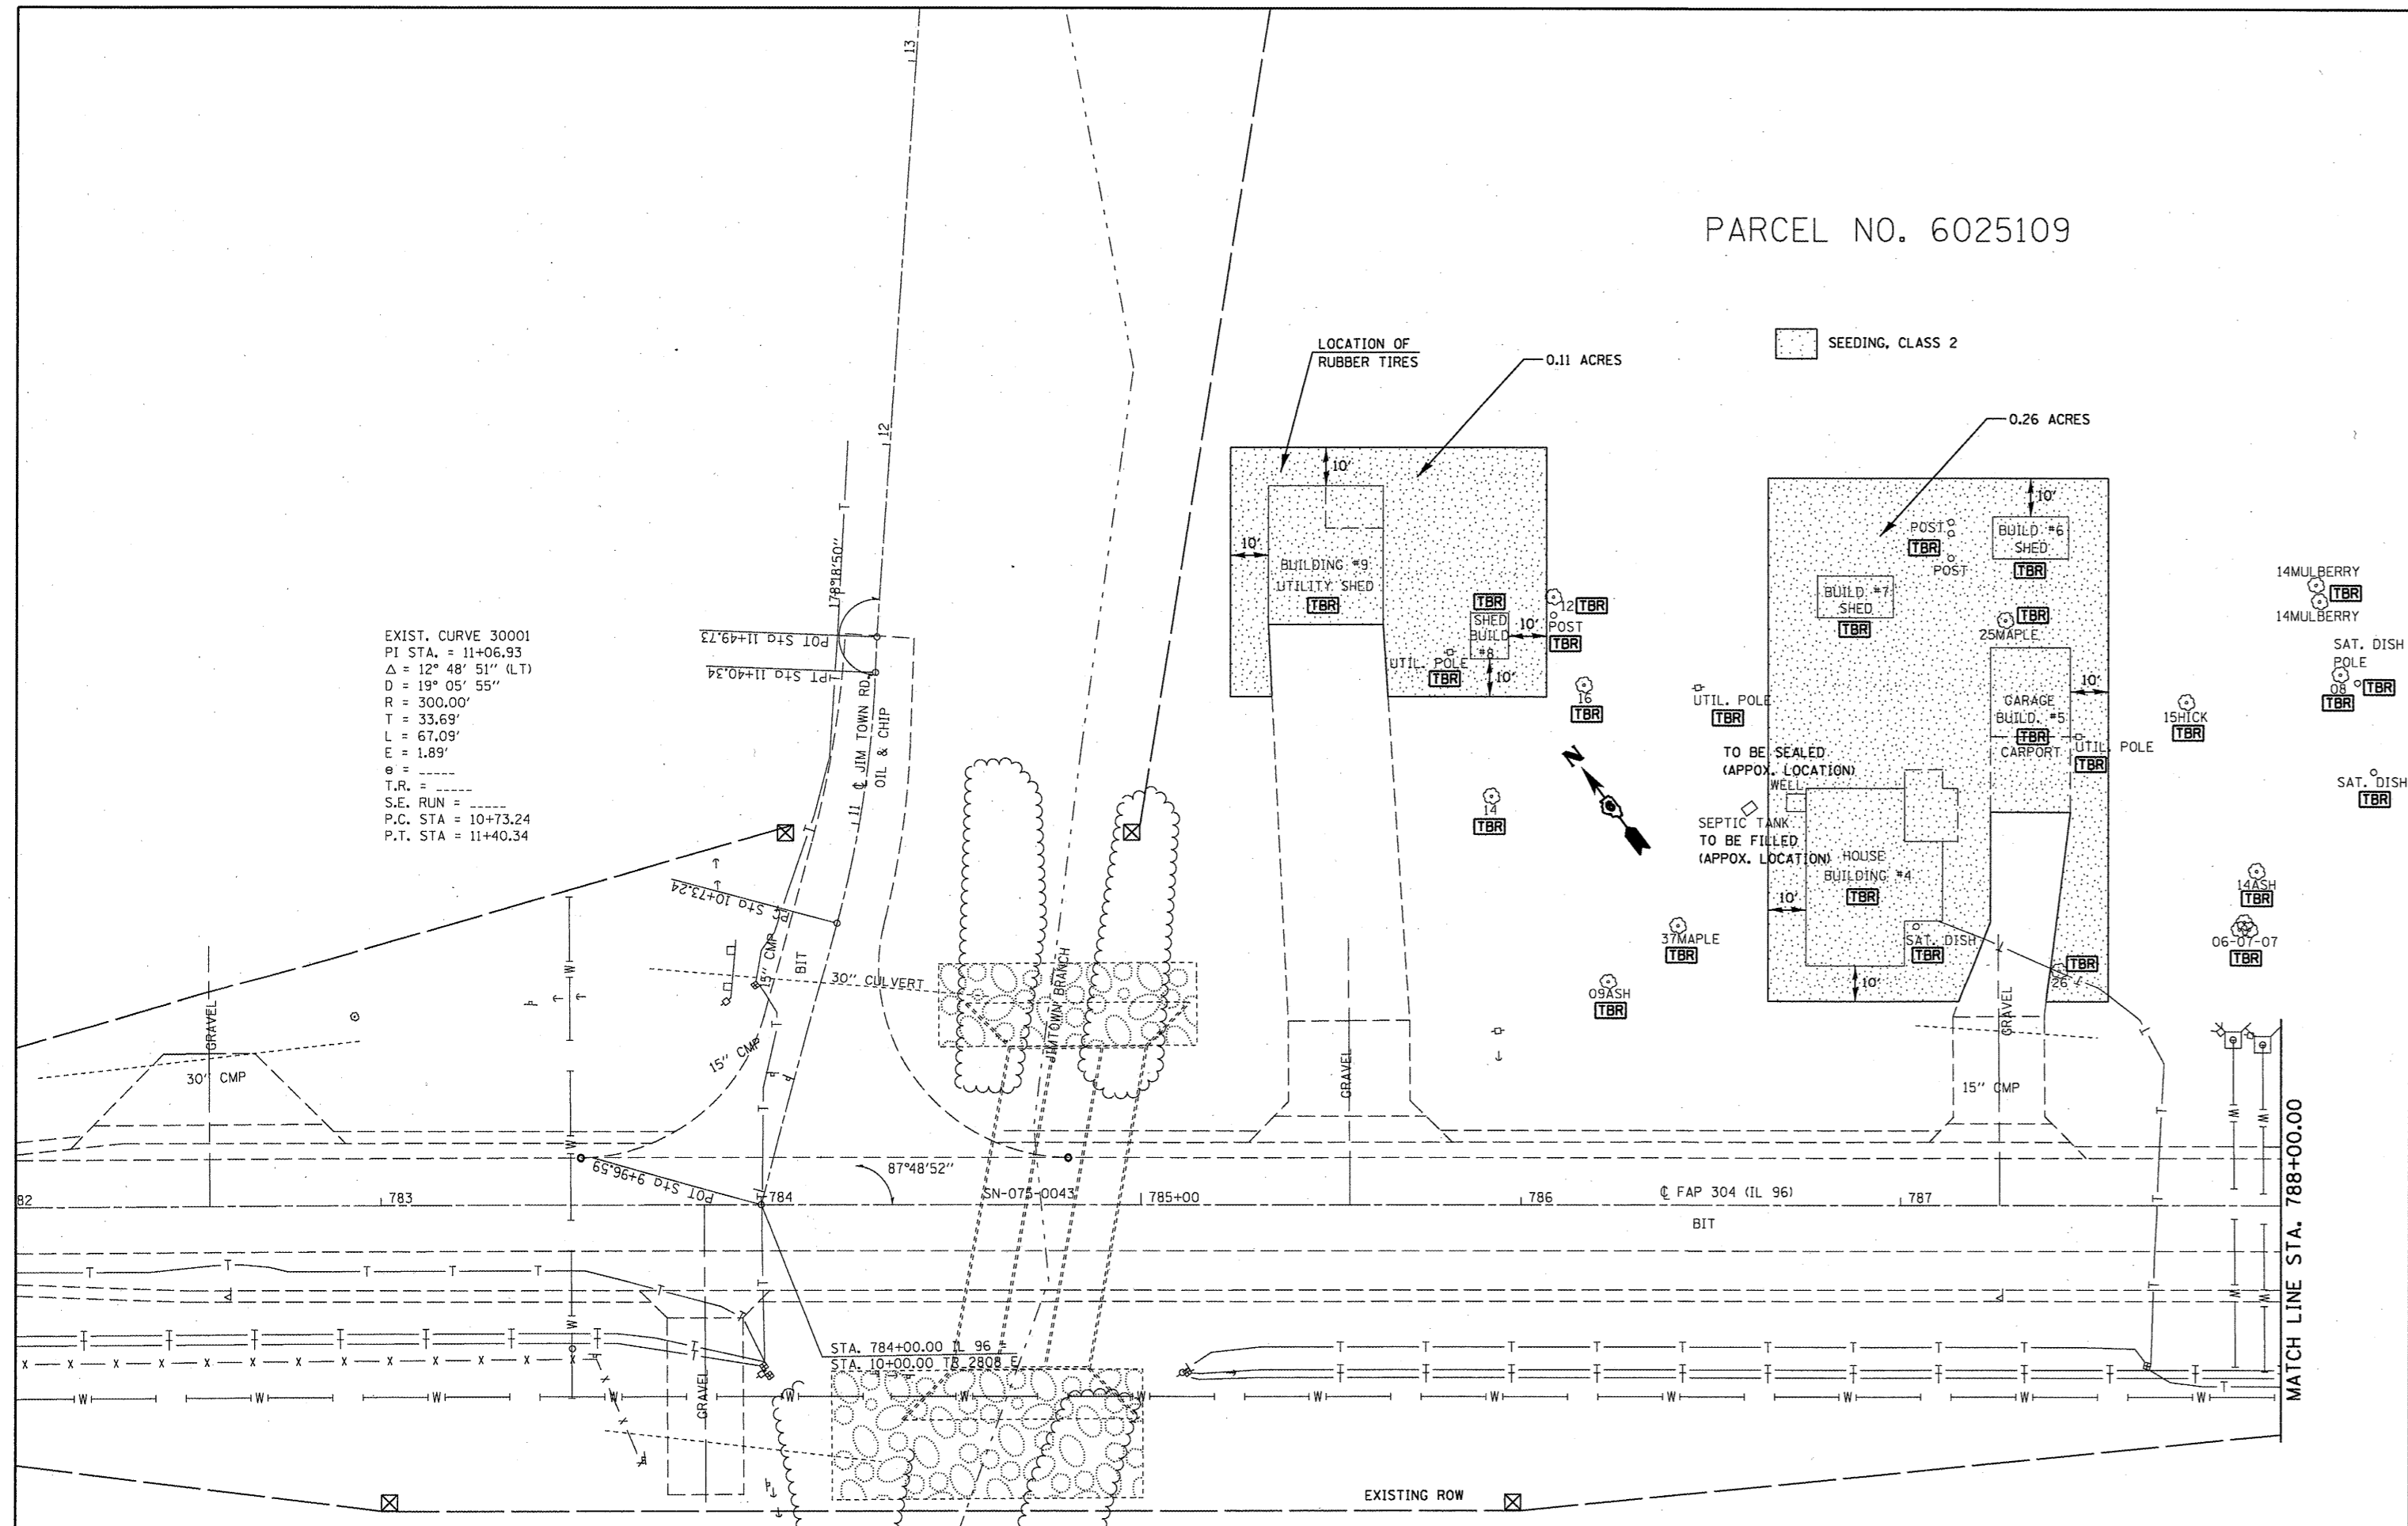 13
PARCEL NO. 6025109
LOCATION OF
RUBBER TIRES
0.11 ACRES
SEEDING, CLASS 2
0.26 ACRES
12
10'
10'
BUILDING #9
UTILITY SHED
TBR
TBR
SHED
BUILD
#8
10'
10'
UTIL. POLE
TBR
12 TBR
POST
TBR
16
TBR
14
TBR
UTIL. POLE
TBR
10'
POST
TBR
POST
BUILD #6
SHED
TBR
BUILD #7
SHED
TBR
TBR
25MAPLE
GARAGE
BUILD. #5
TBR
CARPORT
10'
UTIL. POLE
TBR
14MULBERRY
TBR
14MULBERRY
SAT. DISH
POLE
08
TBR
TBR
15HICK
TBR
SAT. DISH
TBR
TO BE SEALED
(APPOX. LOCATION)
WELL
SEPTIC TANK
TO BE FILLED
(APPOX. LOCATION)
HOUSE
BUILDING #4
TBR
10'
10'
SAT. DISH
TBR
TBR
26
14ASH
TBR
06-07-07
TBR
37MAPLE
TBR
09ASH
TBR
N
EXIST. CURVE 30001
PI STA. = 11+06.93
Δ = 12° 48' 51" (LT)
D = 19° 05' 55"
R = 300.00'
T = 33.69'
L = 67.09'
E = 1.89'
e = -----
T.R. = -----
S.E. RUN = -----
P.C. STA = 10+73.24
P.T. STA = 11+40.34
178°18'50"
POT Sta 11+49.73
PT Sta 11+40.34
11
℄ JIM TOWN RD.
OIL & CHIP
PC Sta 10+73.24
15" CMP
BIT
30" CULVERT
JIMTOWN BRANCH
15" CMP
GRAVEL
30" CMP
GRAVEL
GRAVEL
15" CMP
POT Sta 9+96.59
87°48'52"
82
783
784
SN-075-0043
785+00
786
℄ FAP 304 (IL 96)
787
BIT
MATCH LINE STA. 788+00.00
STA. 784+00.00 IL 96 =
STA. 10+00.00 TR 2808 E
GRAVEL
EXISTING ROW